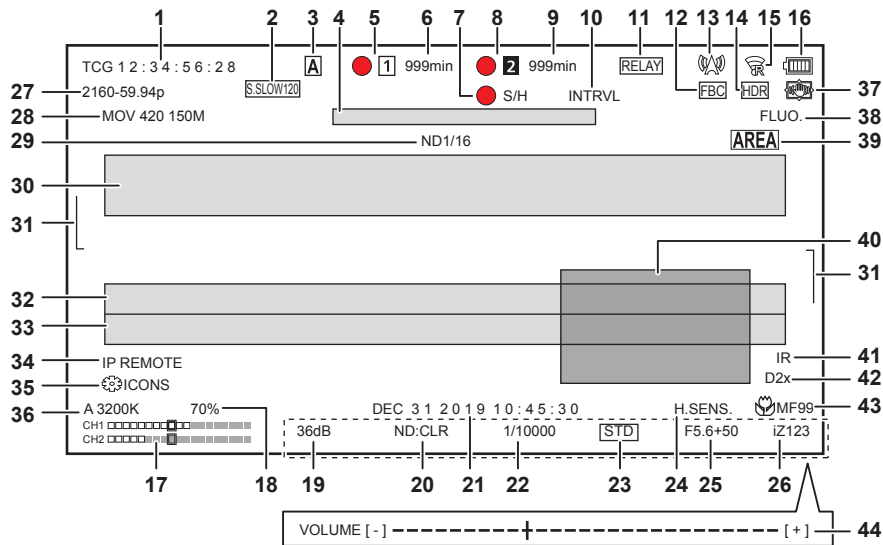 1 2 3 4 5 6 7 8 9 10 11 12 13 14 15 16
TCG 12:34:56:28 A 1 999min 2 999min RELAY R
27 2160-59.94p S.SLOW120 S/H INTRVL FBC HDR 37
28 MOV 420 150M FLUO. 38
29 ND1/16 AREA 39
30
31 40
31
32
33
34 IP REMOTE IR 41
35 ICONS D2x 42
36 A 3200K 70% DEC 31 2019 10:45:30 H.SENS. MF99 43
CH1
CH2 36dB ND:CLR 1/10000 STD F5.6+50 iZ123
17 18 19 20 21 22 23 24 25 26
VOLUME [ - ] [ + ] 44